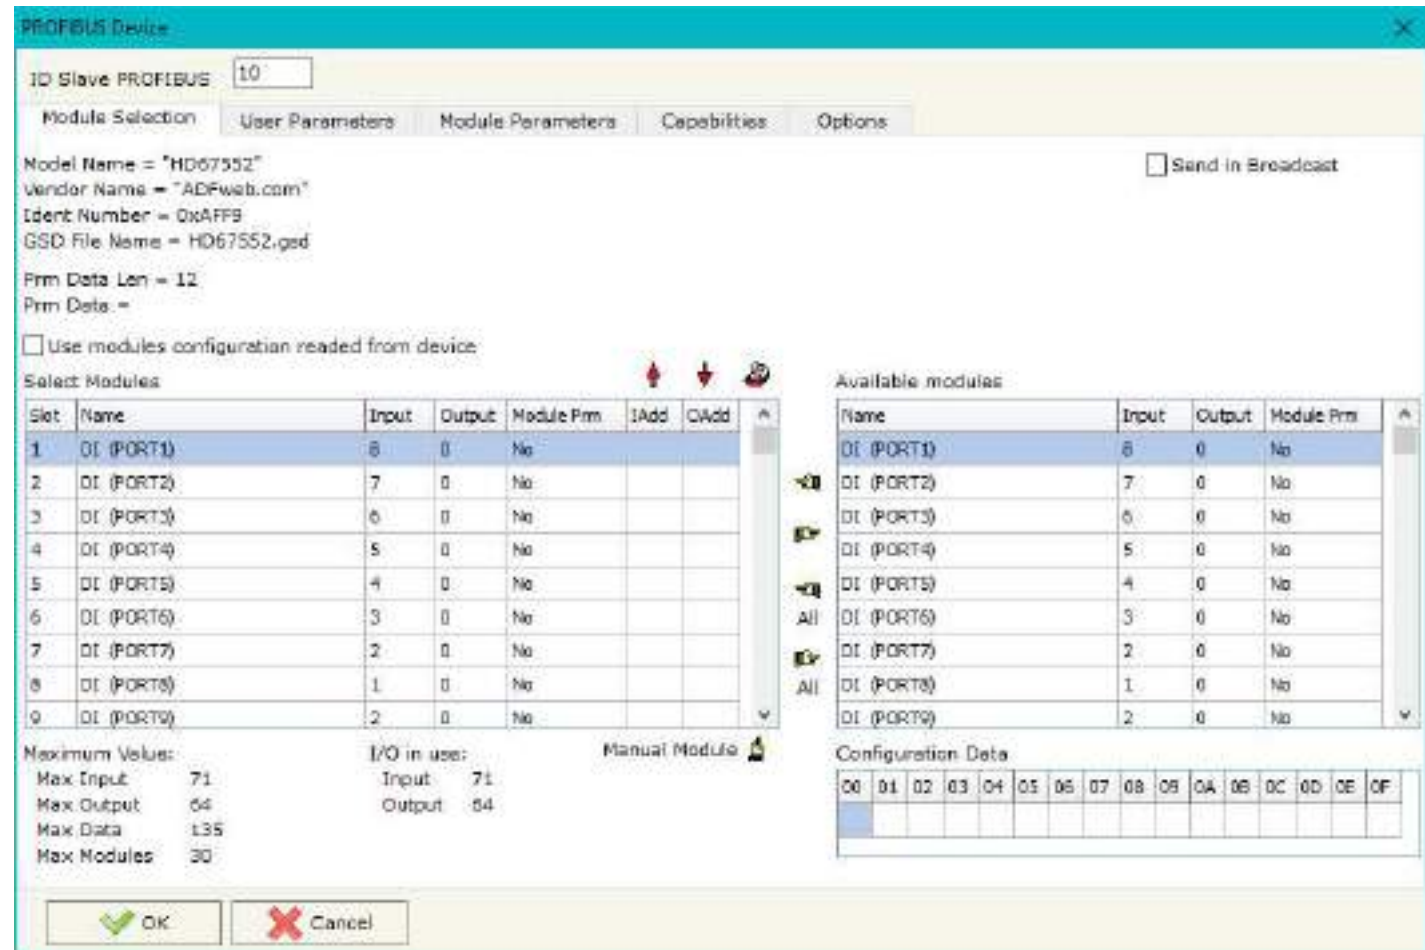 PROFIBUS Device
ID Slave PROFIBUS 10
Module Selection User Parameters Module Parameters Capabilities Options
Model Name = "HD67552"
Send in Broadcast
Vendor Name = "ADFweb.com"
Ident Number = 0xAFF9
GSD File Name = HD67552.gsd
Prm Data Len = 12
Prm Data =
Use modules configuration readed from device
Select Modules Available modules
Slot Name Input Output Module Prm IAdd OAdd Name Input Output Module Prm
1 DI (PORT1) 8 0 No DI (PORT1) 8 0 No
2 DI (PORT2) 7 0 No DI (PORT2) 7 0 No
3 DI (PORT3) 6 0 No DI (PORT3) 6 0 No
4 DI (PORT4) 5 0 No DI (PORT4) 5 0 No
5 DI (PORT5) 4 0 No DI (PORT5) 4 0 No
6 DI (PORT6) 3 0 No All DI (PORT6) 3 0 No
7 DI (PORT7) 2 0 No DI (PORT7) 2 0 No
8 DI (PORT8) 1 0 No All DI (PORT8) 1 0 No
9 DI (PORT9) 2 0 No DI (PORT9) 2 0 No
Maximum Value: I/O in use: Manual Module Configuration Data
Max Input 71 Input 71
00 01 02 03 04 05 06 07 08 09 0A 0B 0C 0D 0E 0F
Max Output 64 Output 64
Max Data 135
Max Modules 30
OK Cancel